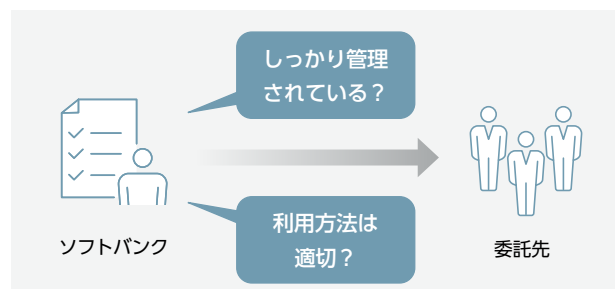 しっかり管理
されている？
ソフトバンク
利用方法は
適切？
委託先